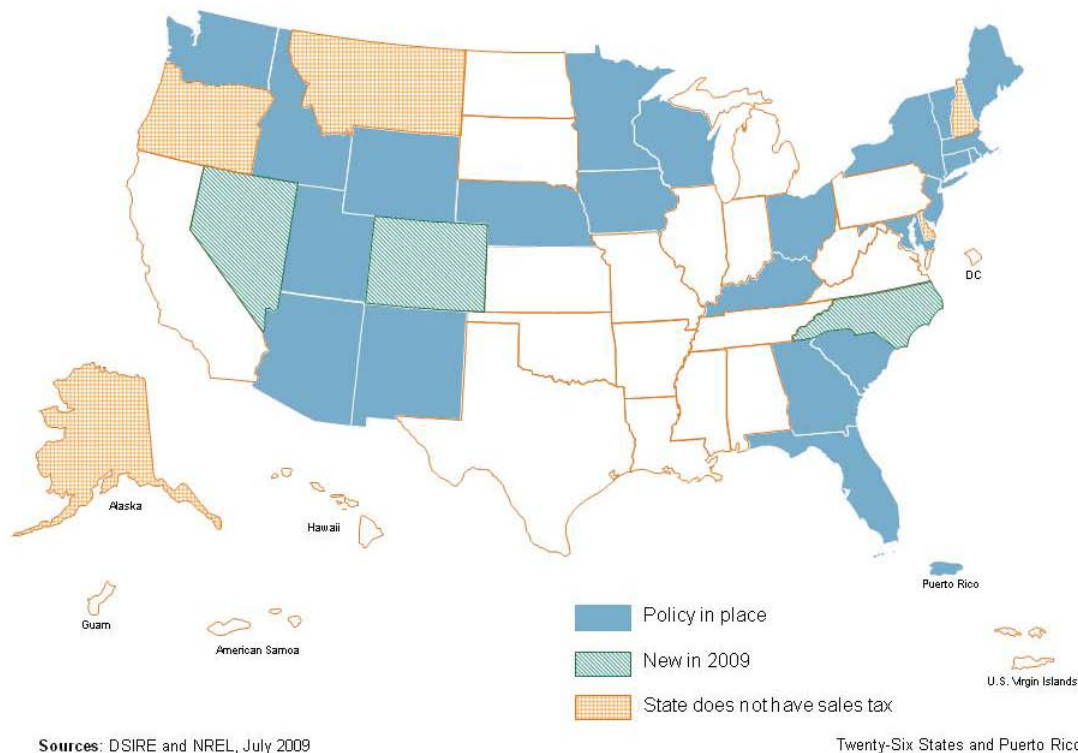 DC
Alaska
Hawaii
Puerto Rico
Guam
American Samoa
Policy in place
New in 2009
State does not have sales tax
U.S. Virgin Islands
Sources: DSIRE and NREL, July 2009
Twenty-Six States and Puerto Rico